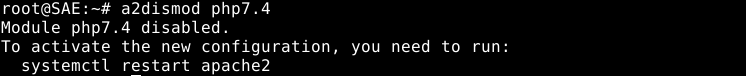 root@SAE:~# a2dismod php7.4
Module php7.4 disabled.
To activate the new configuration, you need to run:
  systemctl restart apache2